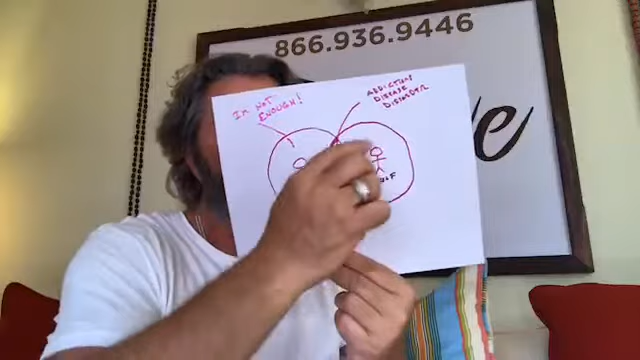 866.936.9446
I'M NOT
ENOUGH!
ADDICTION
DISEASE
DISORDER